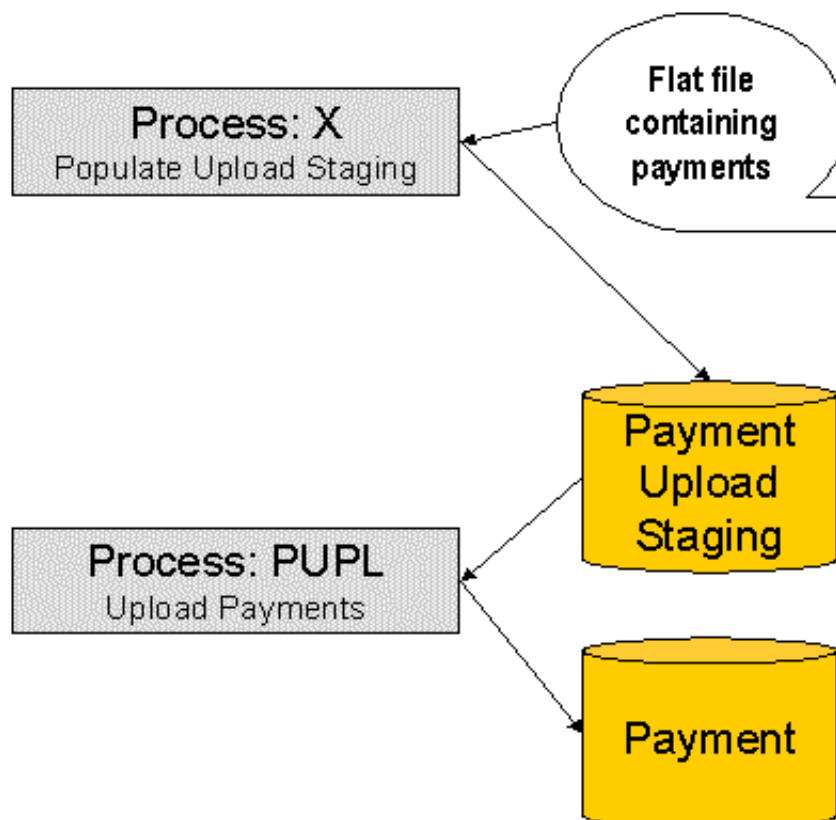 Process: X
Populate Upload Staging
Flat file
containing
payments
Payment
Upload
Staging
Process: PUPL
Upload Payments
Payment